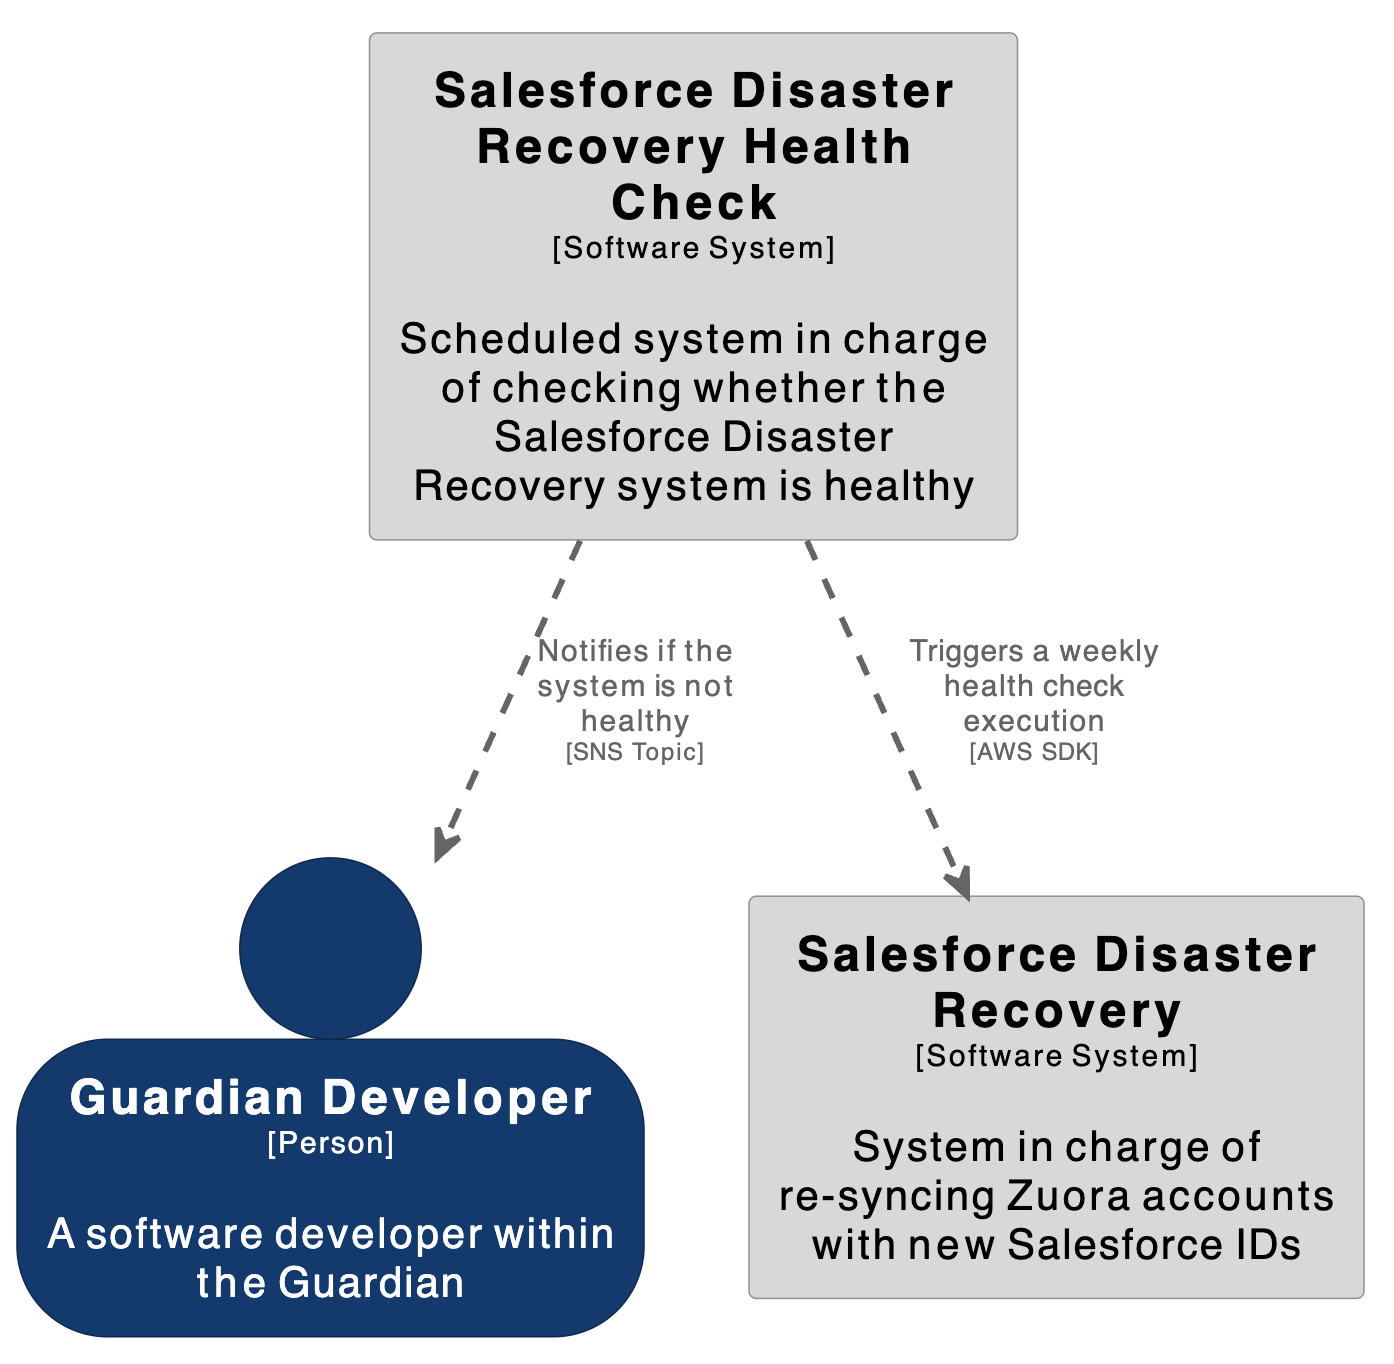 Salesforce Disaster
Recovery Health
Check
[Software System]
Scheduled system in charge
of checking whether the
Salesforce Disaster
Recovery system is healthy
Notifies if the
system is not
healthy
[SNS Topic]
Triggers a weekly
health check
execution
[AWS SDK]
Guardian Developer
[Person]
A software developer within
the Guardian
Salesforce Disaster
Recovery
[Software System]
System in charge of
re-syncing Zuora accounts
with new Salesforce IDs